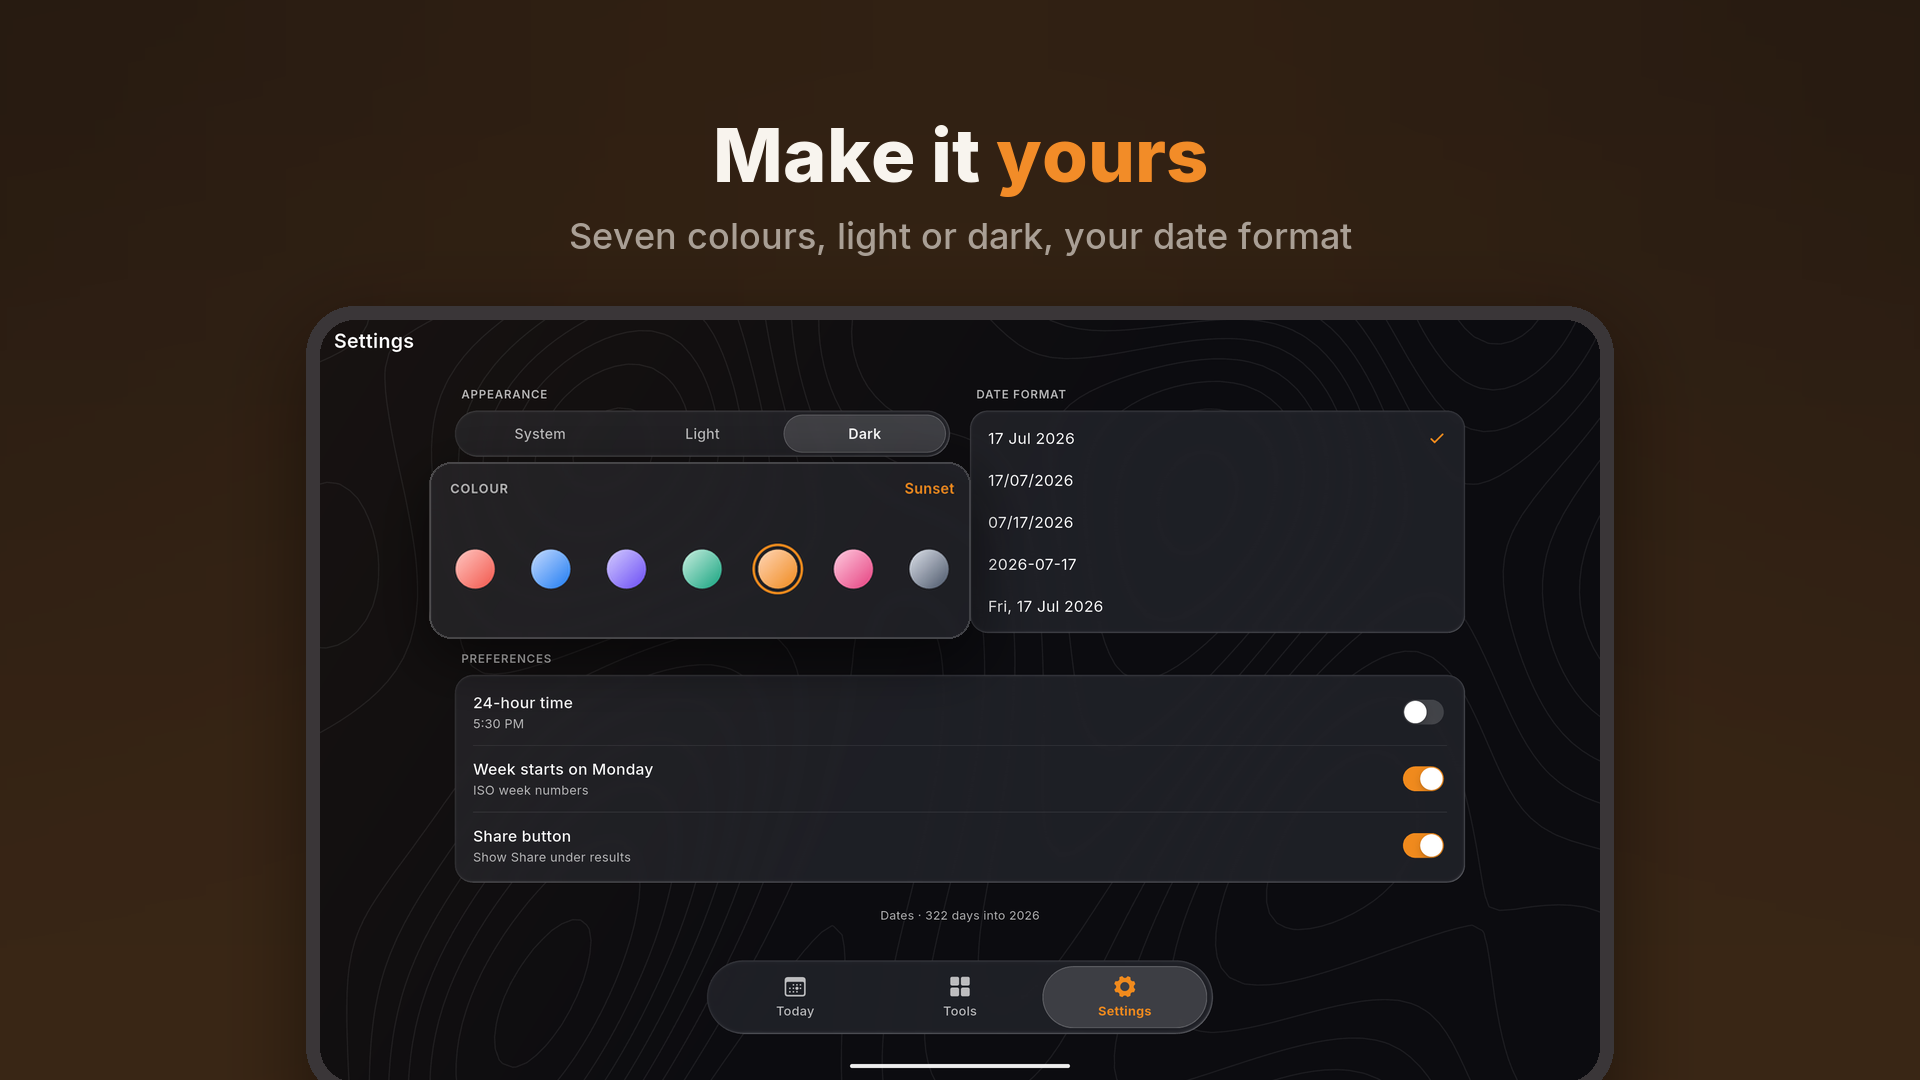 Make it yours
Seven colours, light or dark, your date format
Settings
APPEARANCE
System
Light
Dark
COLOUR
Sunset
DATE FORMAT
17 Jul 2026
17/07/2026
07/17/2026
2026-07-17
Fri, 17 Jul 2026
PREFERENCES
24-hour time
5:30 PM
Week starts on Monday
ISO week numbers
Share button
Show Share under results
Dates · 322 days into 2026
Today
Tools
Settings